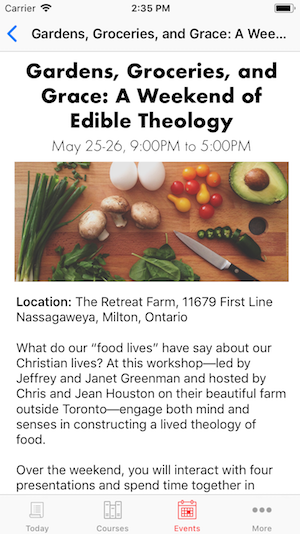 Carrier
2:35 PM
Gardens, Groceries, and Grace: A Wee...
Gardens, Groceries, and
Grace: A Weekend of
Edible Theology
May 25-26, 9:00PM to 5:00PM
Location: The Retreat Farm, 11679 First Line
Nassagaweya, Milton, Ontario
What do our “food lives” have say about our
Christian lives? At this workshop—led by
Jeffrey and Janet Greenman and hosted by
Chris and Jean Houston on their beautiful farm
outside Toronto—engage both mind and
senses in constructing a lived theology of
food.
Over the weekend, you will interact with four
presentations and spend time together in
Today
Courses
Events
More